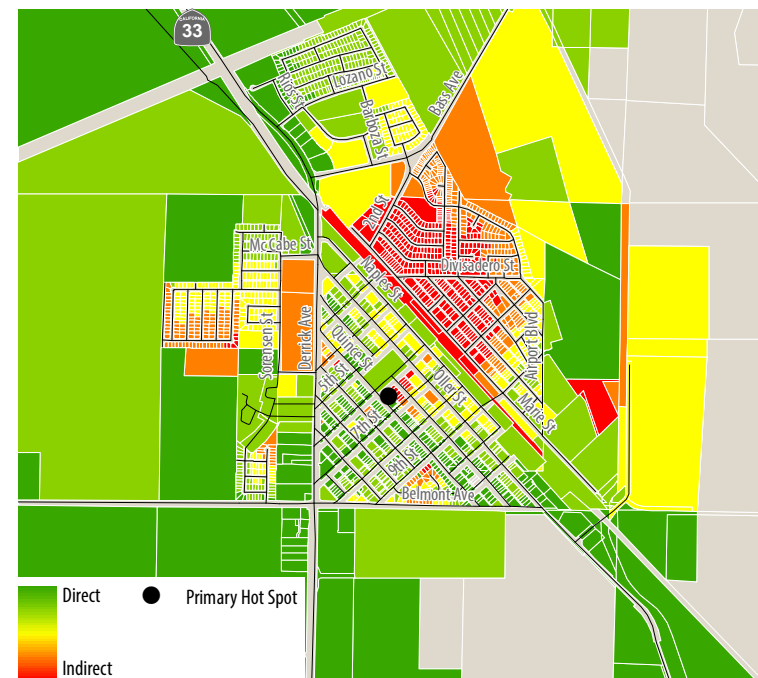 CALIFORNIA
33
Rios St
Lozano St
Barboza St
Bass Ave
2nd St
Mc Cabe St
Naples St
Divisadero St
Sorensen St
Derrick Ave
Quince St
5th St
Oller St
Airport Blvd
Marie St
7th St
9th St
Belmont Ave
Direct
Primary Hot Spot
Indirect